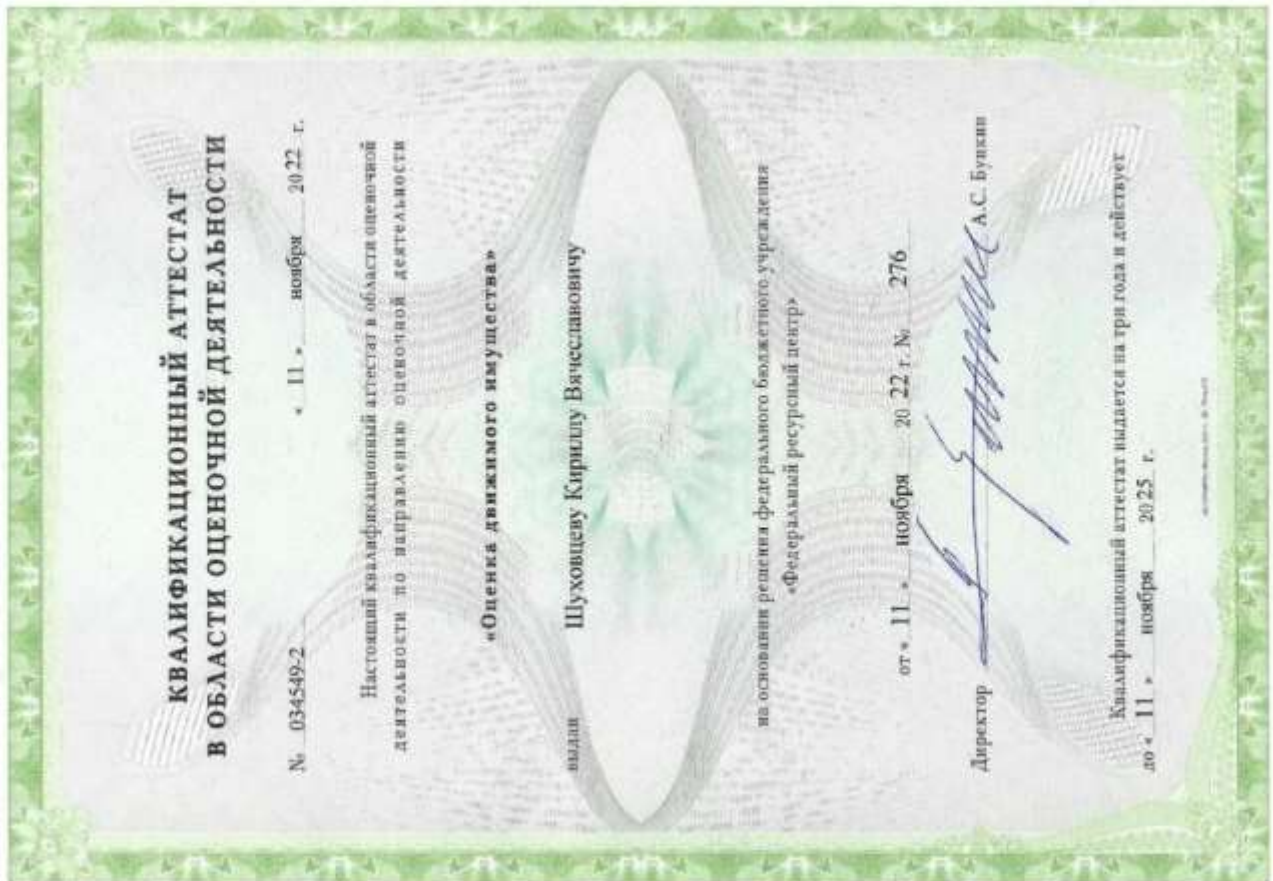 КВАЛИФИКАЦИОННЫЙ АТТЕСТАТ
В ОБЛАСТИ ОЦЕНОЧНОЙ ДЕЯТЕЛЬНОСТИ
№ 034549-2 « 11 » ноября 20 22 г.
Настоящий квалификационный аттестат в области оценочной
деятельности по направлению оценочной деятельности
«Оценка движимого имущества»
выдан Шуховцеву Кириллу Вячеславовичу
на основании решения федерального бюджетного учреждения
«Федеральный ресурсный центр»
от « 11 » ноября 20 22 г. № 276
Директор А.С. Бункин
Квалификационный аттестат выдается на три года и действует
до « 11 » ноября 20 25 г.